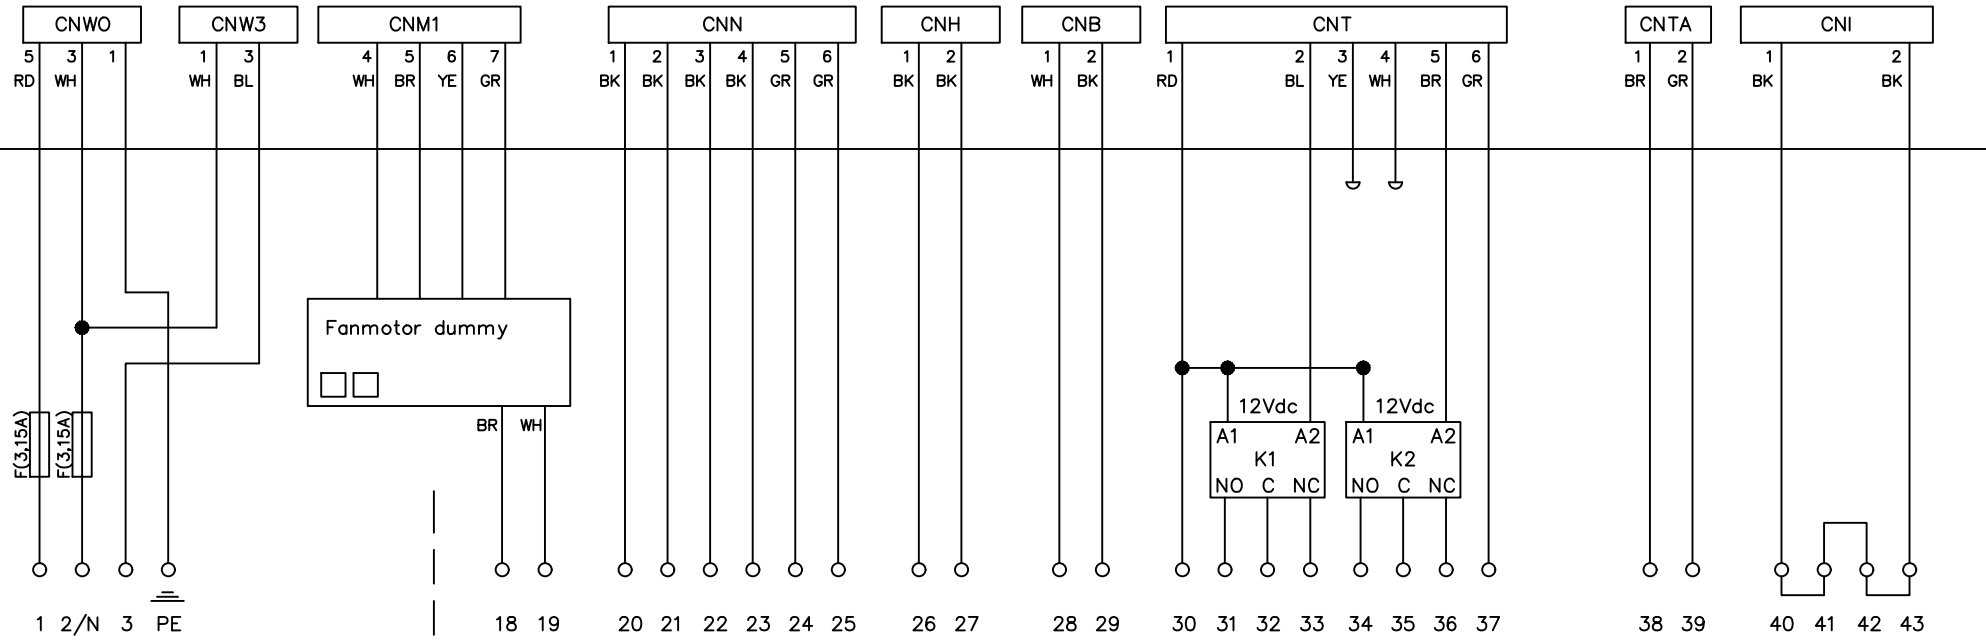 CNWO CNW3 CNM1 CNN CNH CNB CNT CNTA CNI
5 3 1 1 3 4 5 6 7 1 2 3 4 5 6 1 2 1 2 1 2 3 4 5 6 1 2 1 2
RD WH WH BL WH BR YE GR BK BK BK BK GR GR BK BK WH BK RD BL YE WH BR GR BR GR BK BK
Fanmotor dummy
12Vdc 12Vdc
F(3,15A) F(3,15A)
BR WH
A1 A2 A1 A2
K1 K2
NO C NC NO C NC
1 2/N 3 PE 18 19 20 21 22 23 24 25 26 27 28 29 30 31 32 33 34 35 36 37 38 39 40 41 42 43